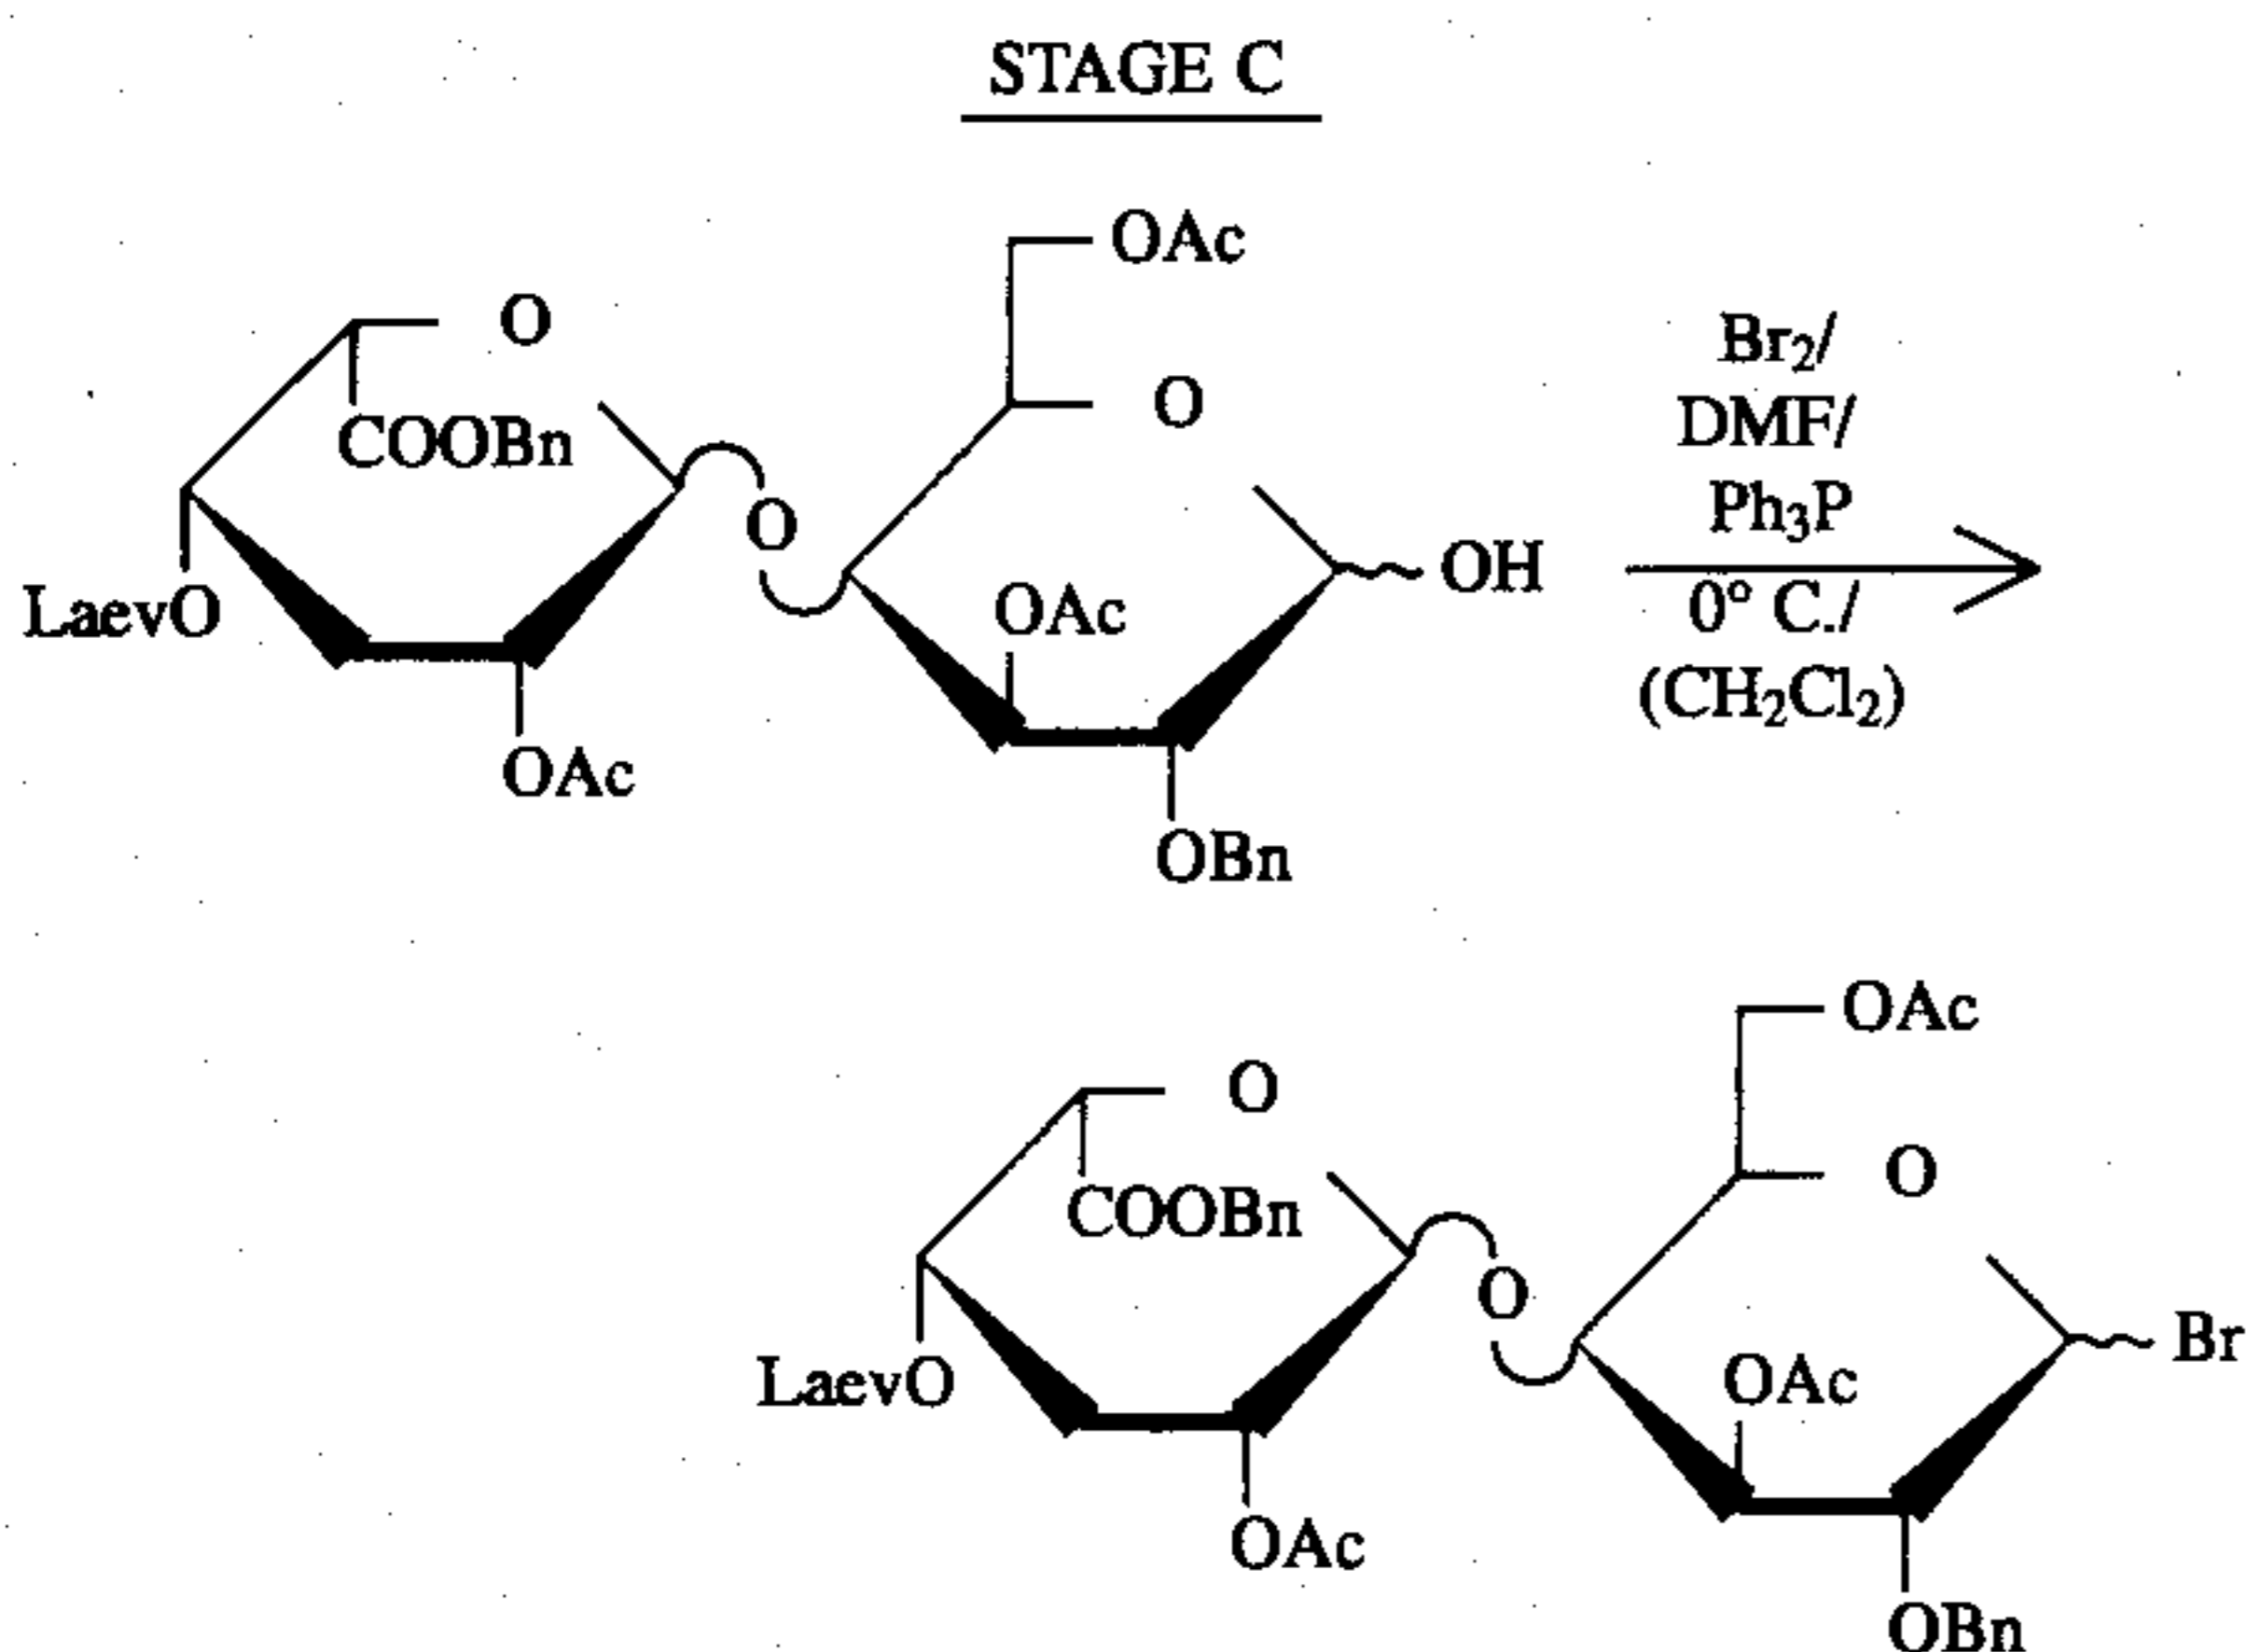 STAGE C
OAc
O
COOBn
O
O
OAc
OH
LaevO
OAc
OBn
Br₂/
DMF/
Ph₃P
0° C./
(CH₂Cl₂)
OAc
O
COOBn
O
O
OAc
Br
LaevO
OAc
OBn